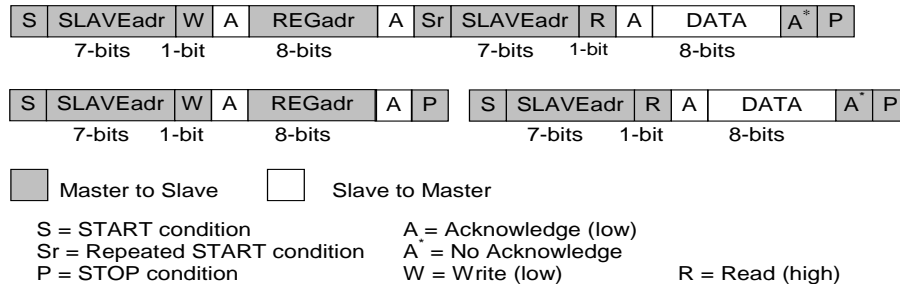 S SLAVEadr W A REGadr A Sr SLAVEadr R A DATA A* P
7-bits 1-bit 8-bits 7-bits 1-bit 8-bits
S SLAVEadr W A REGadr A P S SLAVEadr R A DATA A* P
7-bits 1-bit 8-bits 7-bits 1-bit 8-bits
Master to Slave Slave to Master
S = START condition A = Acknowledge (low)
Sr = Repeated START condition A* = No Acknowledge
P = STOP condition W = Write (low) R = Read (high)